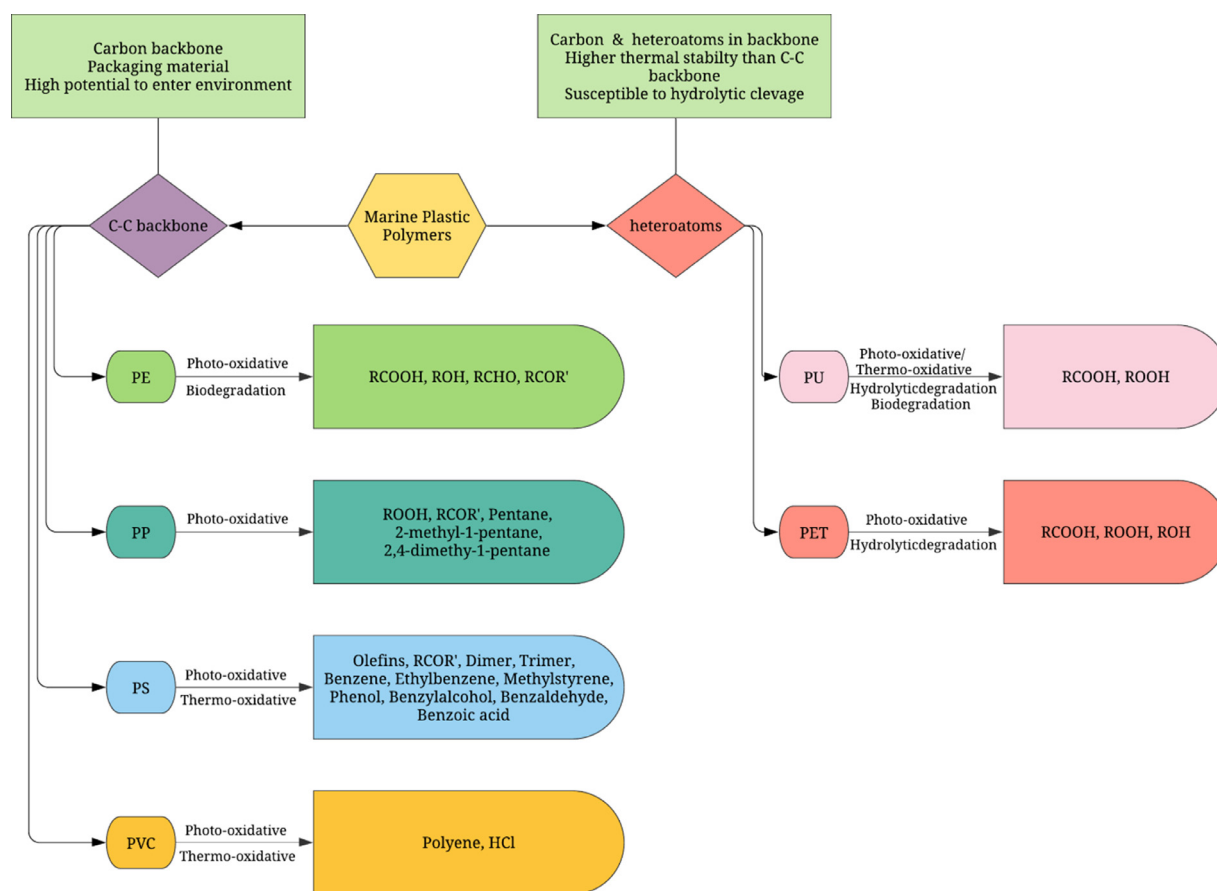 Carbon backbone
Packaging material
High potential to enter environment
Carbon & heteroatoms in backbone
Higher thermal stabilty than C-C
backbone
Susceptible to hydrolytic clevage
C-C backbone
Marine Plastic
Polymers
heteroatoms
PE
Photo-oxidative
Biodegradation
RCOOH, ROH, RCHO, RCOR'
PU
Photo-oxidative/
Thermo-oxidative
Hydrolyticdegradation
Biodegradation
RCOOH, ROOH
PP
Photo-oxidative
ROOH, RCOR', Pentane,
2-methyl-1-pentane,
2,4-dimethy-1-pentane
PET
Photo-oxidative
Hydrolyticdegradation
RCOOH, ROOH, ROH
PS
Photo-oxidative
Thermo-oxidative
Olefins, RCOR', Dimer, Trimer,
Benzene, Ethylbenzene, Methylstyrene,
Phenol, Benzylalcohol, Benzaldehyde,
Benzoic acid
PVC
Photo-oxidative
Thermo-oxidative
Polyene, HCl